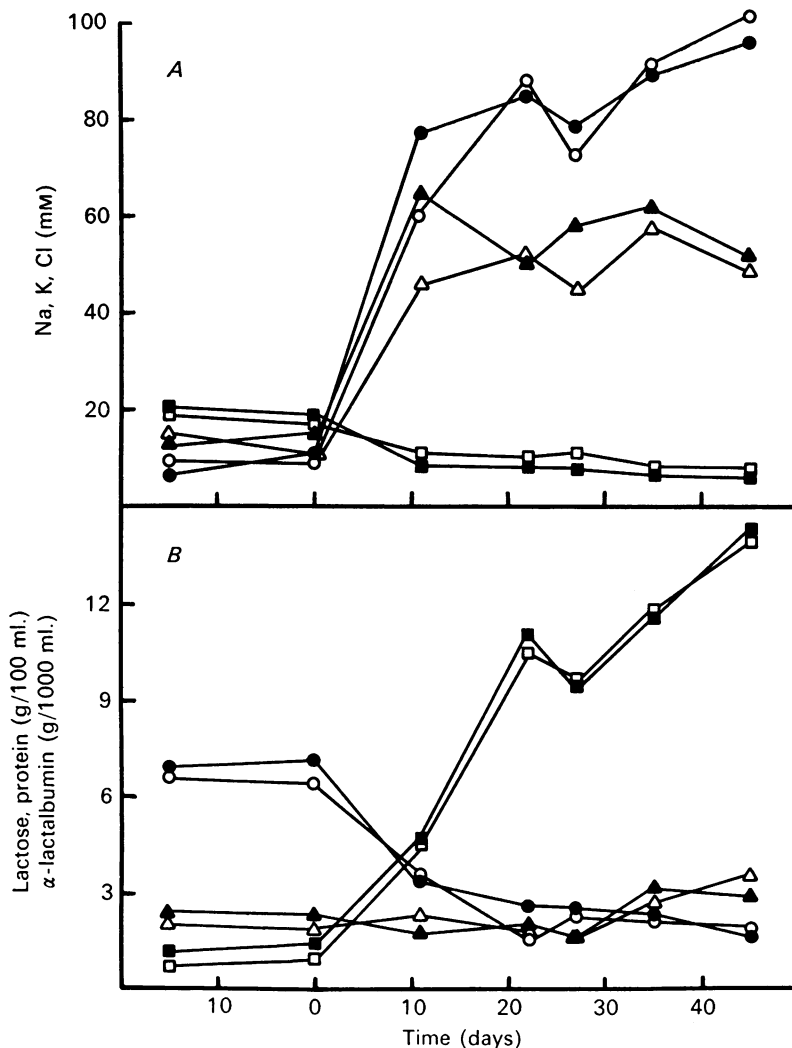 100
A
80
60
40
20
Na, K, Cl (mM)
B
12
9
6
3
Lactose, protein (g/100 ml.)
α-lactalbumin (g/1000 ml.)
10 0 10 20 30 40
Time (days)